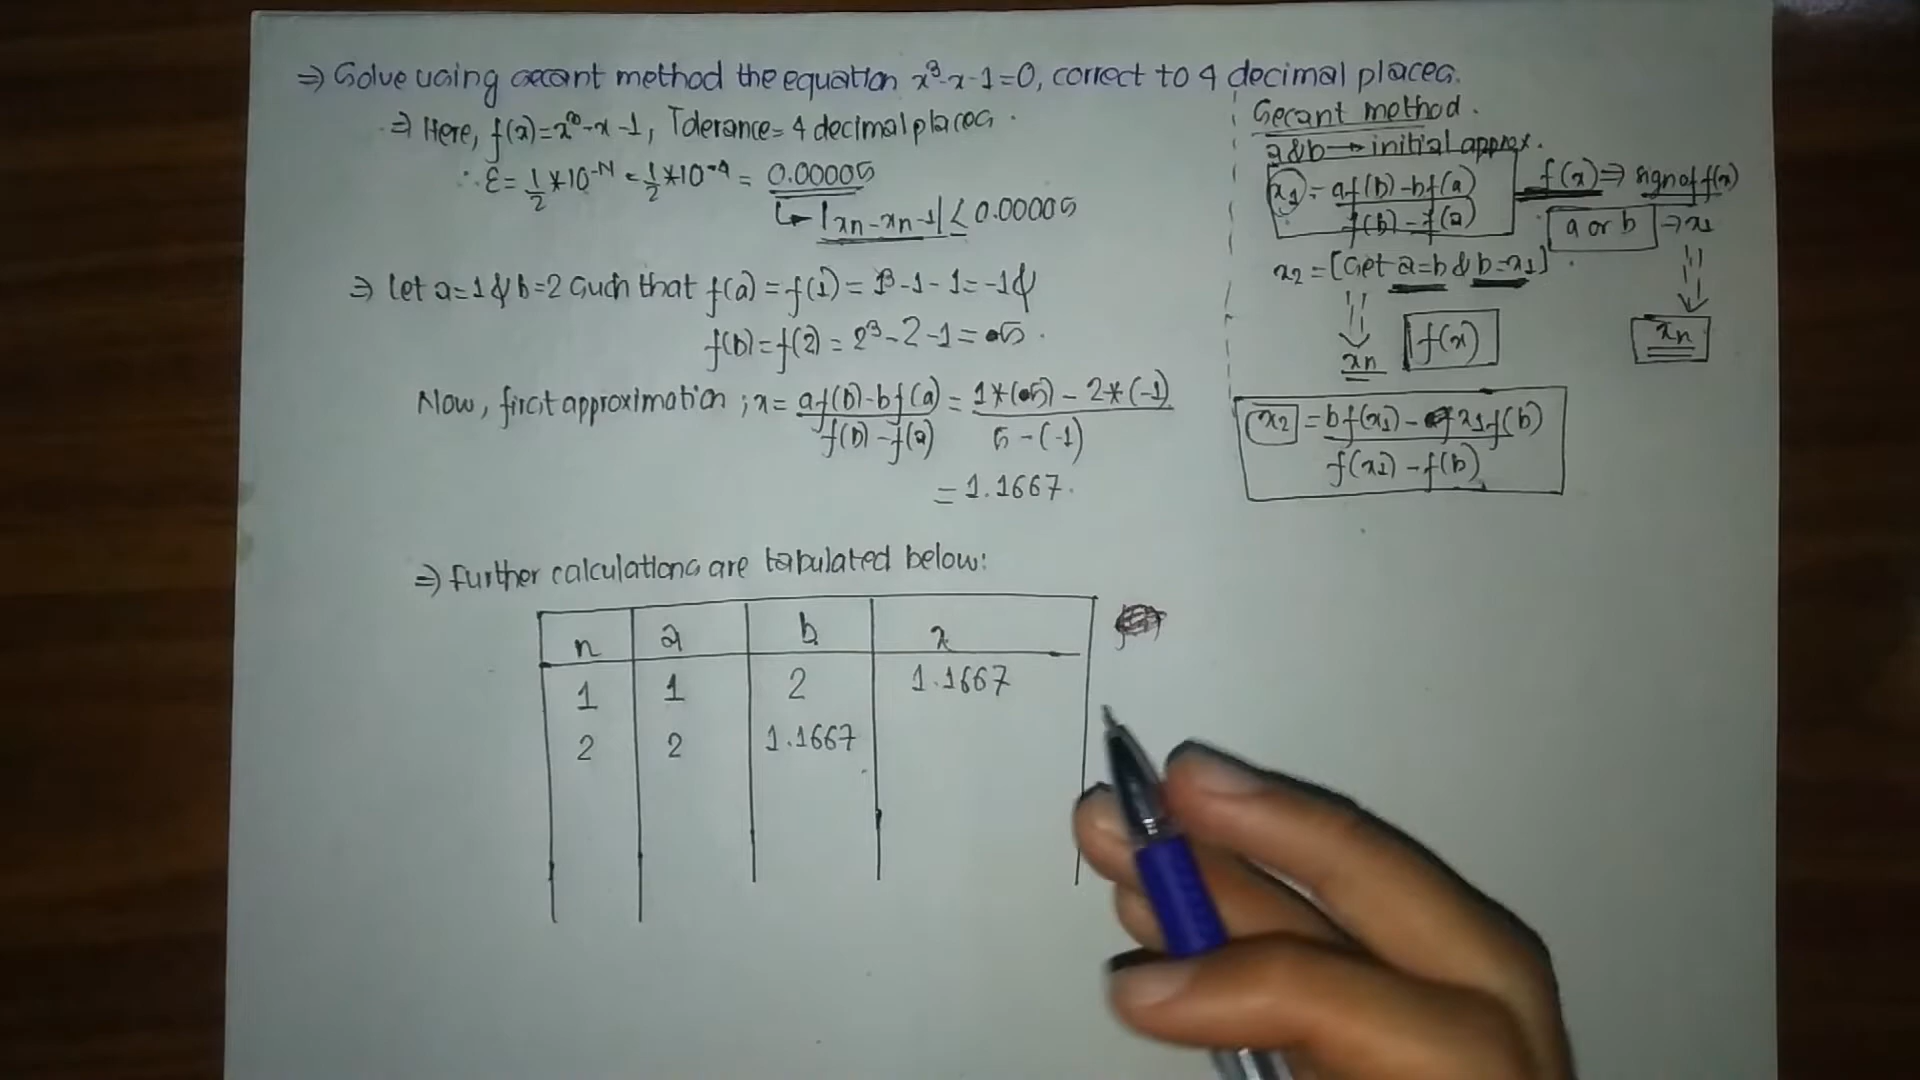 ⇒ Solve using secant method the equation x³-x-1=0, correct to 4 decimal places.
⇒ Here, f(x)=x³-x-1, Tolerance= 4 decimal places.
∴ ε = 1/2 *10^-N = 1/2 *10^-4 = 0.00005
↳ |xn-xn-1| < 0.00005
⇒ Let a=1 & b=2 such that f(a) = f(1) = 1³-1-1=-1 &
f(b)=f(2) = 2³-2-1= 5.
Now, first approximation ; x = (af(b)-bf(a))/(f(b)-f(a)) = (1*(5) - 2*(-1))/(5-(-1))
= 1.1667.
⇒ Further calculations are tabulated below:
n a b x
1 1 2 1.1667
2 2 1.1667
Secant method.
a & b → initial approx.
x1 = (af(b)-bf(a))/(f(b)-f(a)) f(x) ⇒ sign of f(x)
a or b → x1
x2 = [Set a=b & b=x1].
xn f(x) xn
x2 = (bf(x1) - x1f(b))/(f(x1)-f(b))